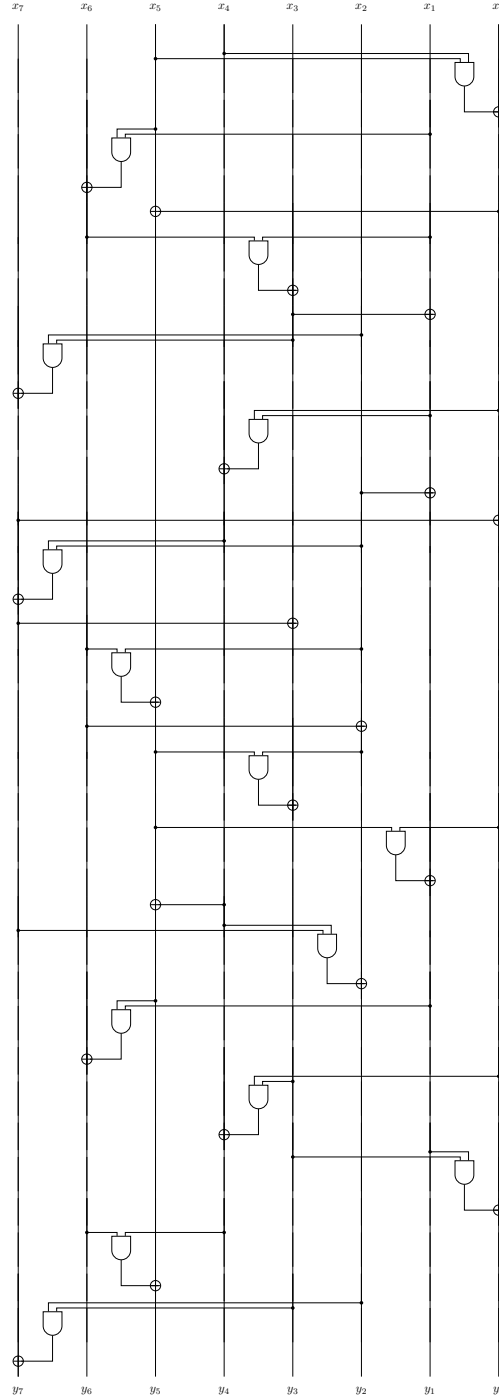 x₇ x₆ x₅ x₄ x₃ x₂ x₁ x
y₇ y₆ y₅ y₄ y₃ y₂ y₁ y